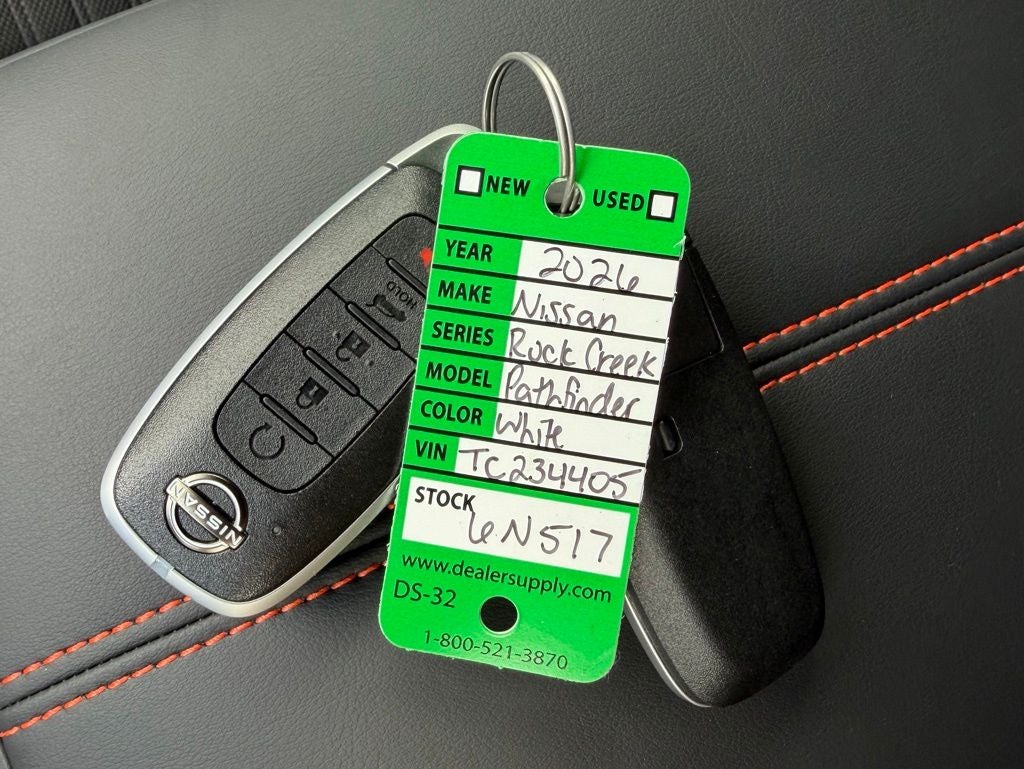 NEW USED
YEAR 2026
MAKE Nissan
SERIES Rock Creek
MODEL Pathfinder
COLOR White
VIN TC234405
STOCK 6N517
www.dealersupply.com
DS-32
1-800-521-3870
HOLD
NISSAN